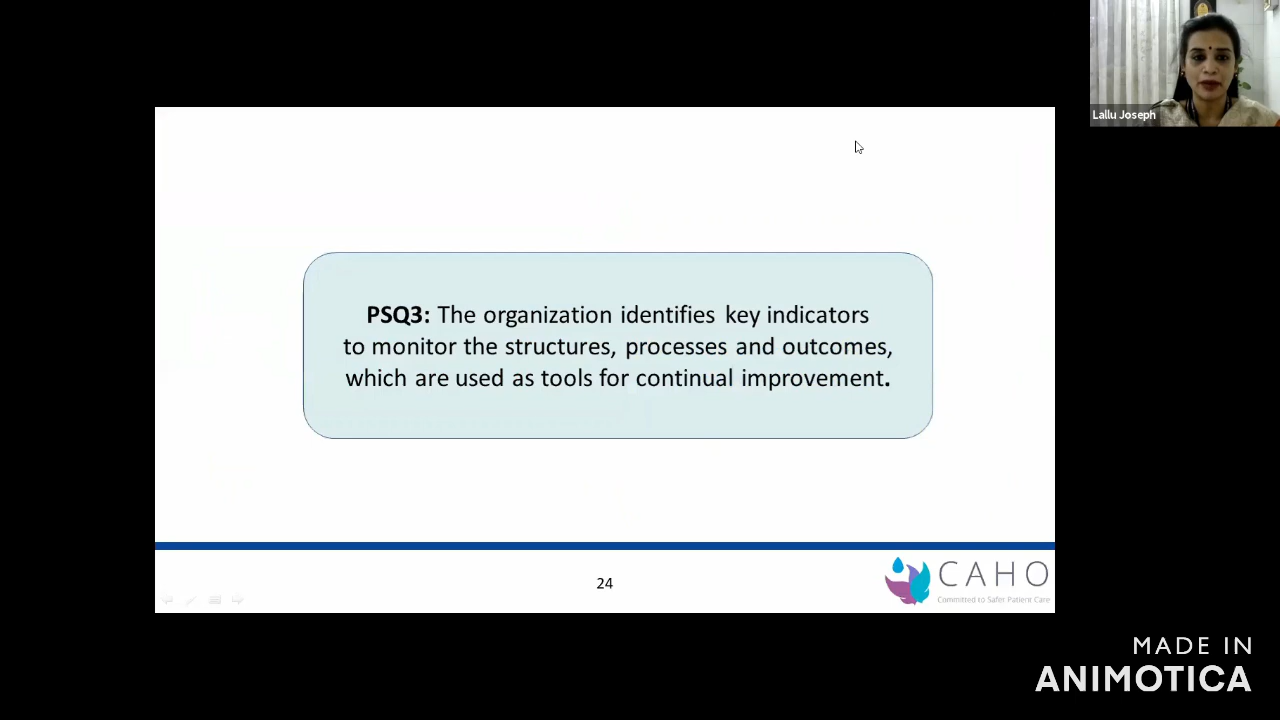 Lallu Joseph
PSQ3: The organization identifies key indicators
to monitor the structures, processes and outcomes,
which are used as tools for continual improvement.
24
CAHO
Committed to Safer Patient Care
MADE IN
ANIMOTICA